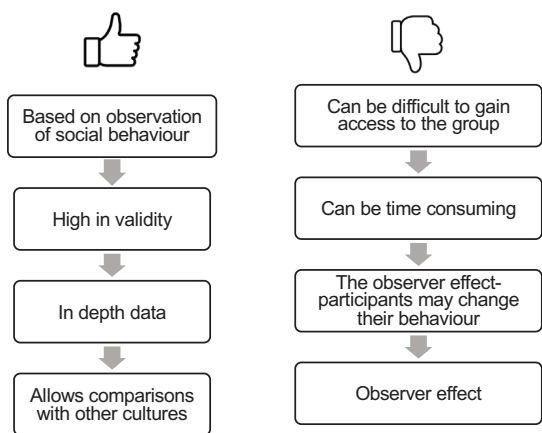 Based on observation
of social behaviour
High in validity
In depth data
Allows comparisons
with other cultures
Can be difficult to gain
access to the group
Can be time consuming
The observer effect-
participants may change
their behaviour
Observer effect